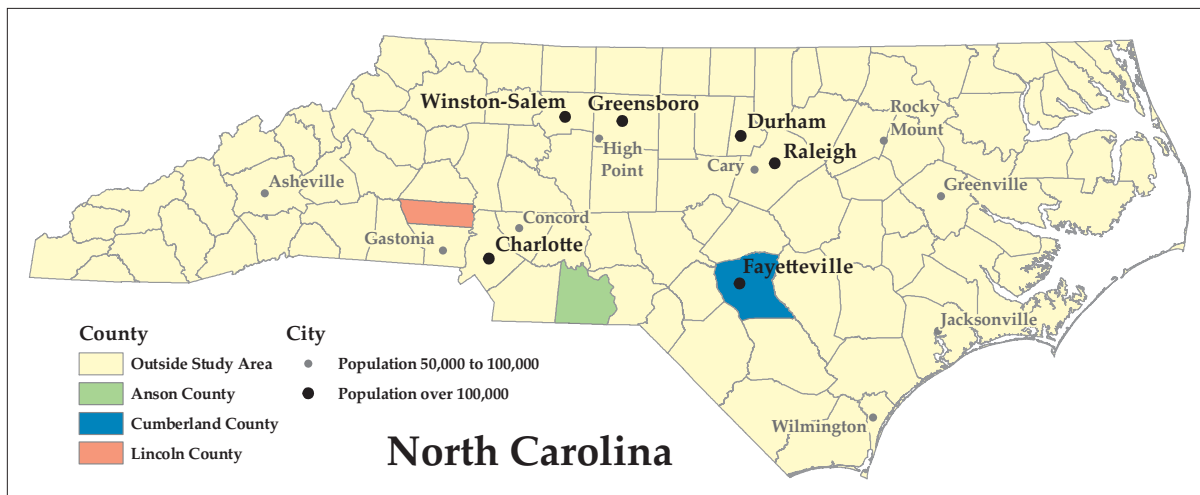 Winston-Salem
Greensboro
Durham
Rocky
Mount
High
Point
Cary
Raleigh
Asheville
Greenville
Concord
Gastonia
Charlotte
Fayetteville
Jacksonville
Wilmington
County
Outside Study Area
Anson County
Cumberland County
Lincoln County
City
Population 50,000 to 100,000
Population over 100,000
North Carolina